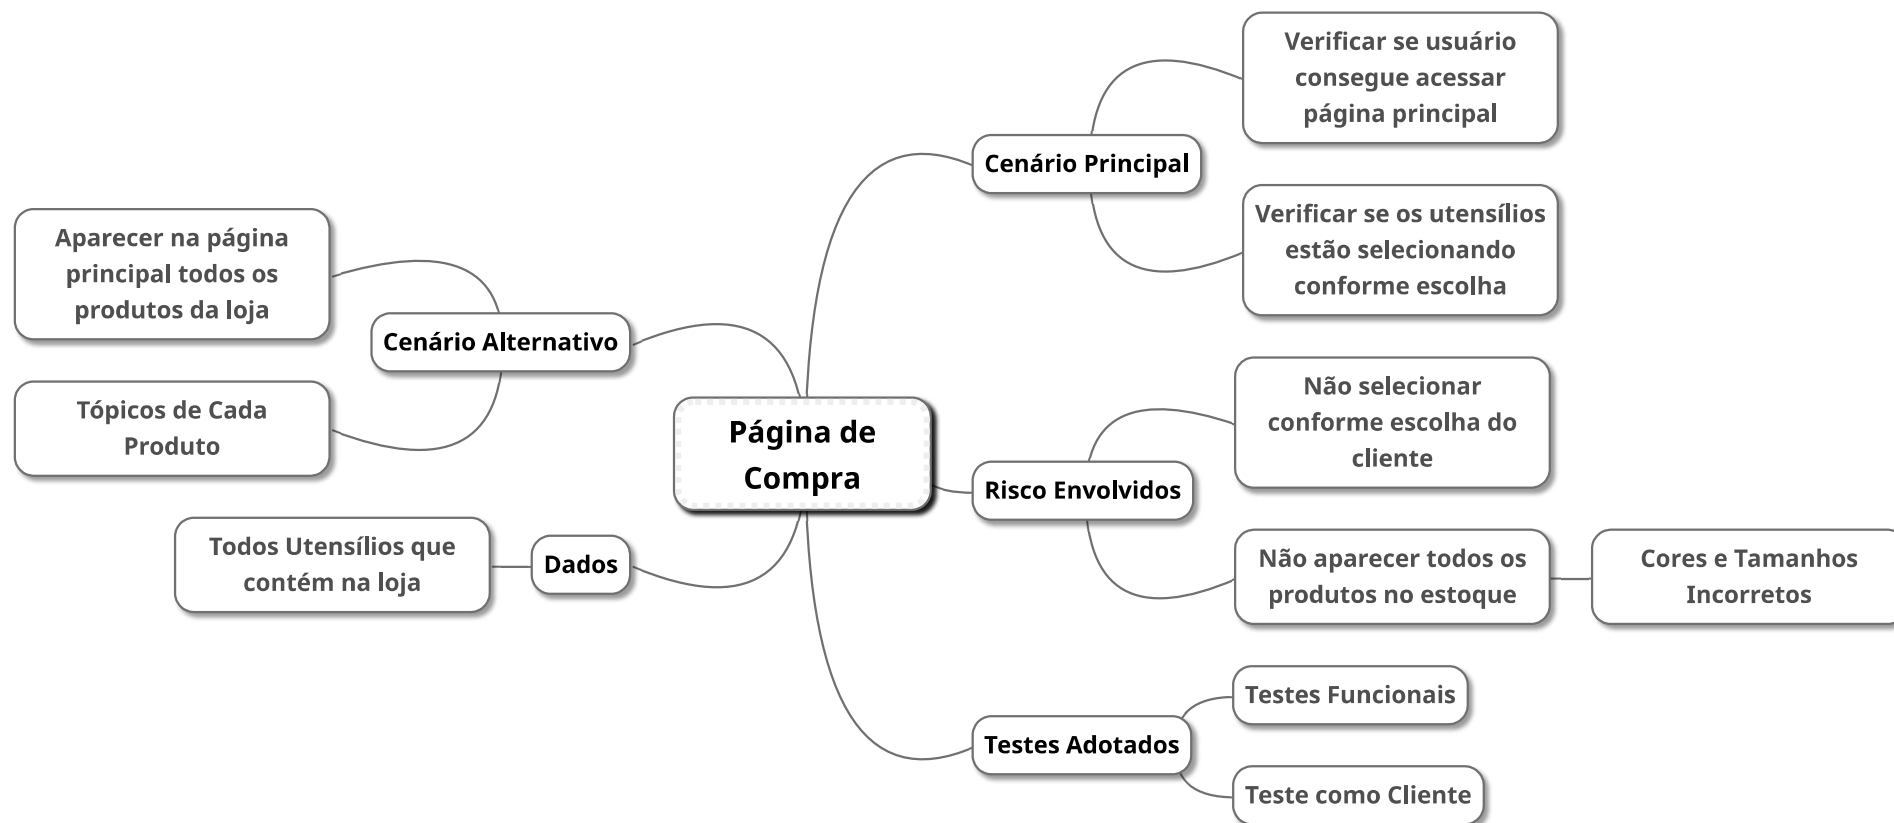 Página de
Compra
Cenário Principal
Verificar se usuário
consegue acessar
página principal
Verificar se os utensílios
estão selecionando
conforme escolha
Risco Envolvidos
Não selecionar
conforme escolha do
cliente
Não aparecer todos os
produtos no estoque
Cores e Tamanhos
Incorretos
Testes Adotados
Testes Funcionais
Teste como Cliente
Cenário Alternativo
Aparecer na página
principal todos os
produtos da loja
Tópicos de Cada
Produto
Dados
Todos Utensílios que
contém na loja